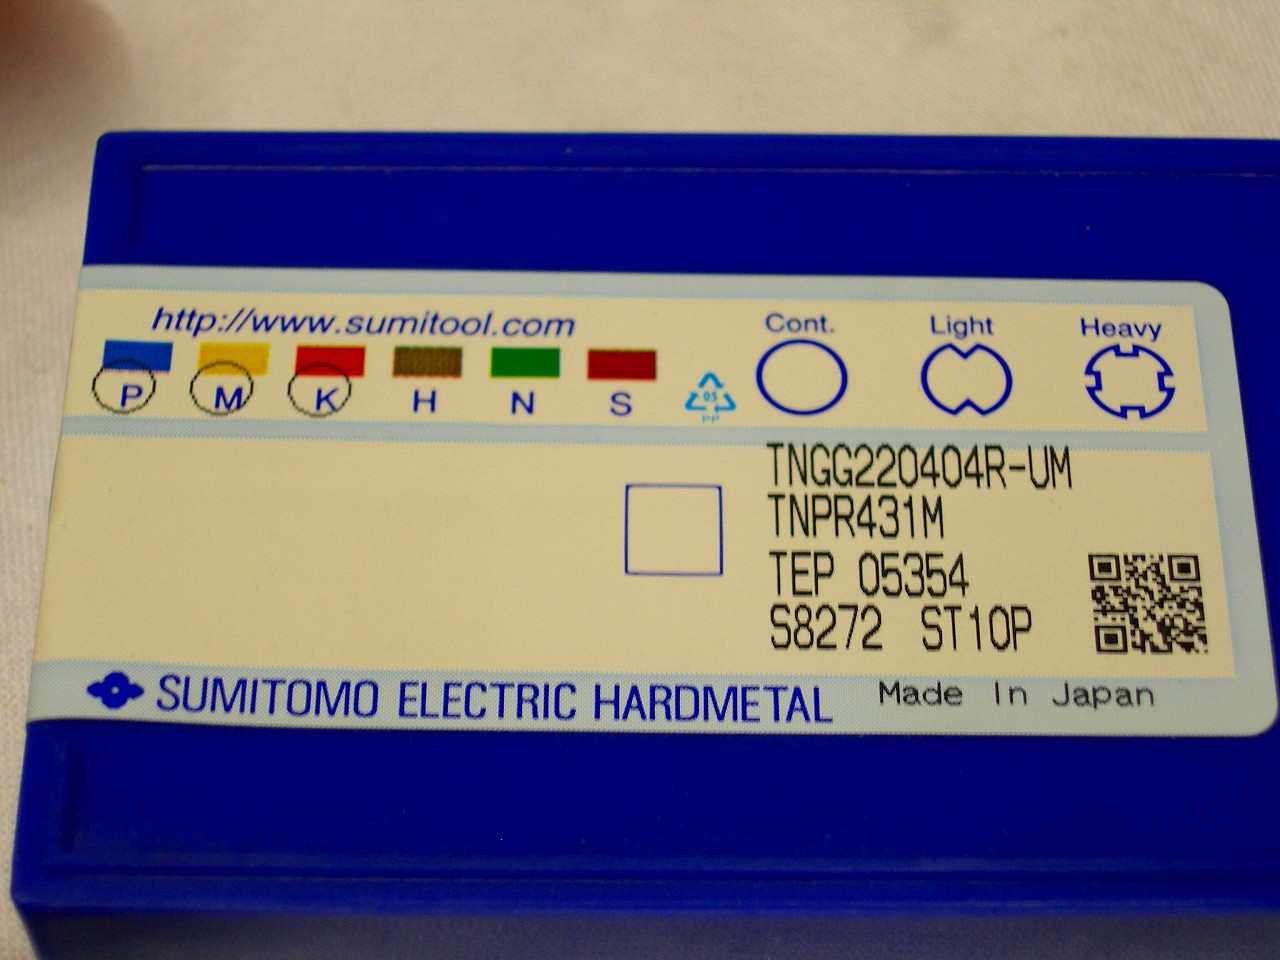 http://www.sumitool.com
P M K H N S
05
PP
Cont. Light Heavy
TNGG220404R-UM
TNPR431M
TEP 05354
S8272 ST10P
SUMITOMO ELECTRIC HARDMETAL
Made In Japan